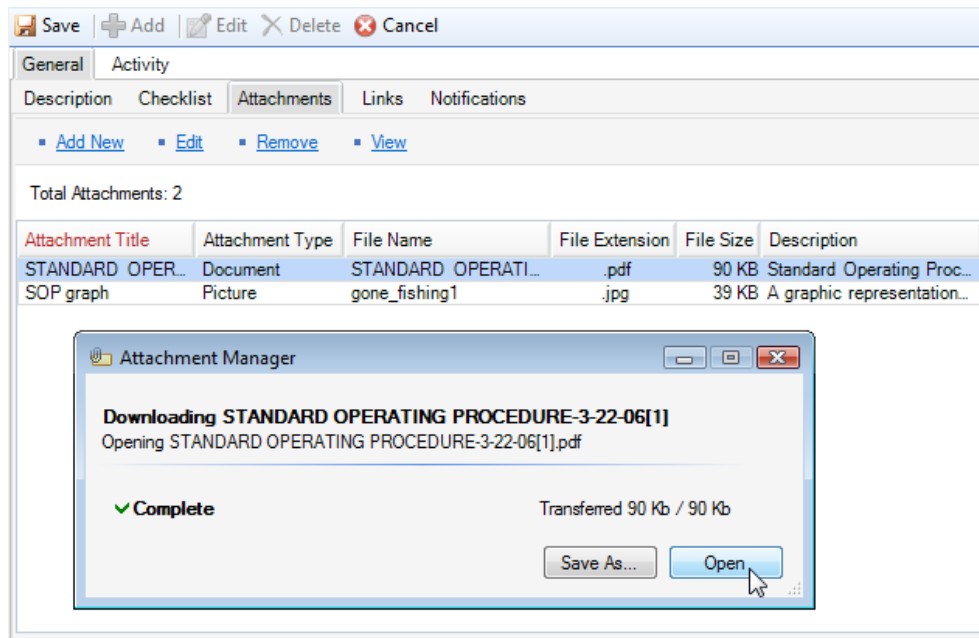 Save Add Edit Delete Cancel
General Activity
Description Checklist Attachments Links Notifications
Add New Edit Remove View
Total Attachments: 2
Attachment Title Attachment Type File Name File Extension File Size Description
STANDARD OPER... Document STANDARD OPERATI... .pdf 90 KB Standard Operating Proc...
SOP graph Picture gone_fishing1 .jpg 39 KB A graphic representation...
Attachment Manager
Downloading STANDARD OPERATING PROCEDURE-3-22-06[1]
Opening STANDARD OPERATING PROCEDURE-3-22-06[1].pdf
Complete Transferred 90 Kb / 90 Kb
Save As... Open